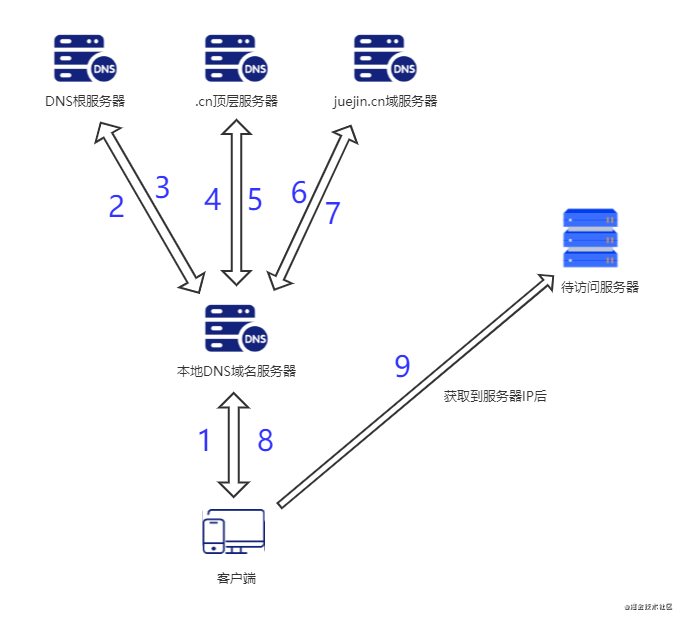 DNS
DNS
DNS
DNS根服务器
.cn顶层服务器
juejin.cn域服务器
2
3
4
5
6
7
待访问服务器
DNS
本地DNS域名服务器
9
获取到服务器IP后
1
8
客户端
@掘金技术社区